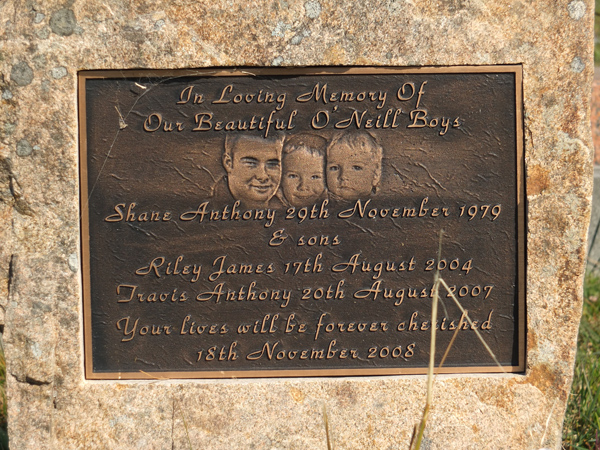 In Loving Memory Of
Our Beautiful O'Neill Boys
Shane Anthony 29th November 1979
& sons
Riley James 17th August 2004
Travis Anthony 20th August 2007
Your lives will be forever cherished
18th November 2008